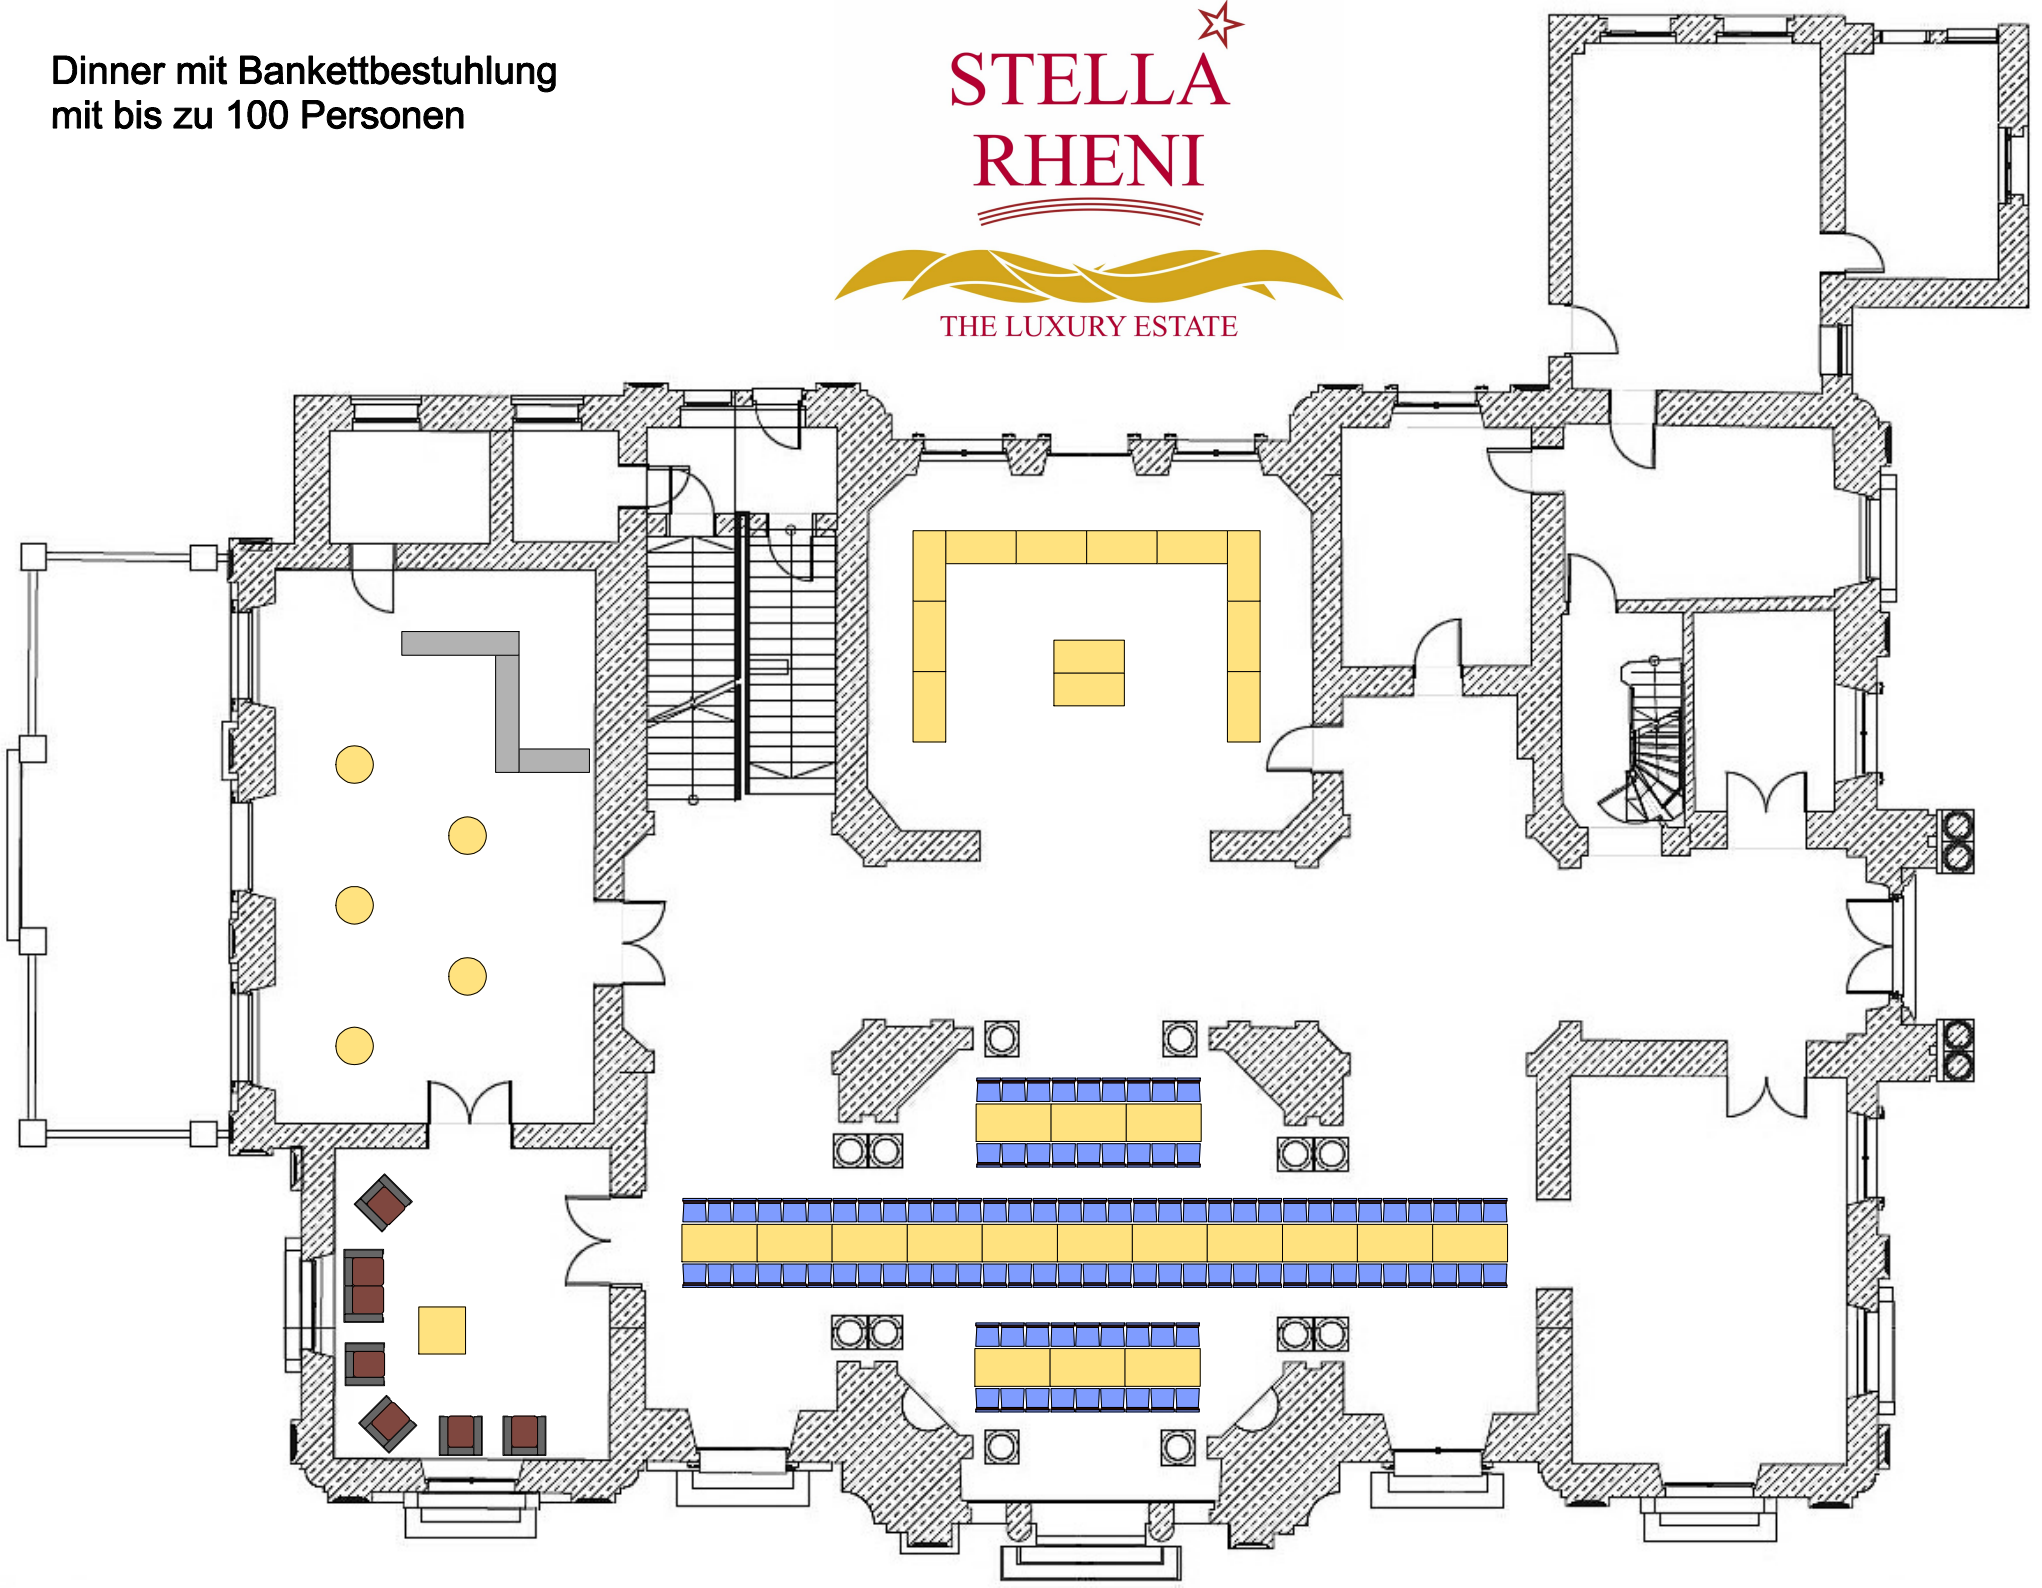 Dinner mit Bankettbestuhlung
mit bis zu 100 Personen
STELLA
RHENI
THE LUXURY ESTATE